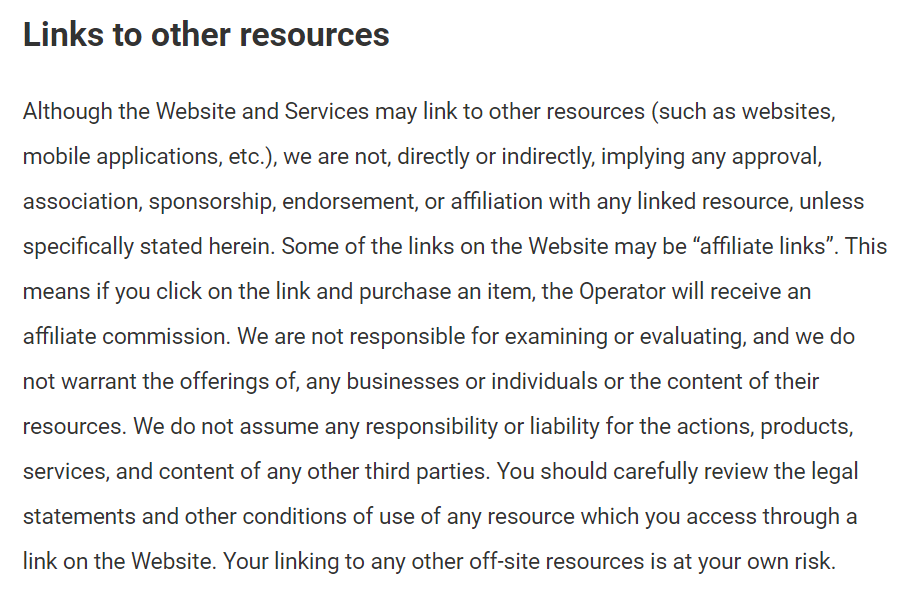 Links to other resources
Although the Website and Services may link to other resources (such as websites,
mobile applications, etc.), we are not, directly or indirectly, implying any approval,
association, sponsorship, endorsement, or affiliation with any linked resource, unless
specifically stated herein. Some of the links on the Website may be “affiliate links”. This
means if you click on the link and purchase an item, the Operator will receive an
affiliate commission. We are not responsible for examining or evaluating, and we do
not warrant the offerings of, any businesses or individuals or the content of their
resources. We do not assume any responsibility or liability for the actions, products,
services, and content of any other third parties. You should carefully review the legal
statements and other conditions of use of any resource which you access through a
link on the Website. Your linking to any other off-site resources is at your own risk.